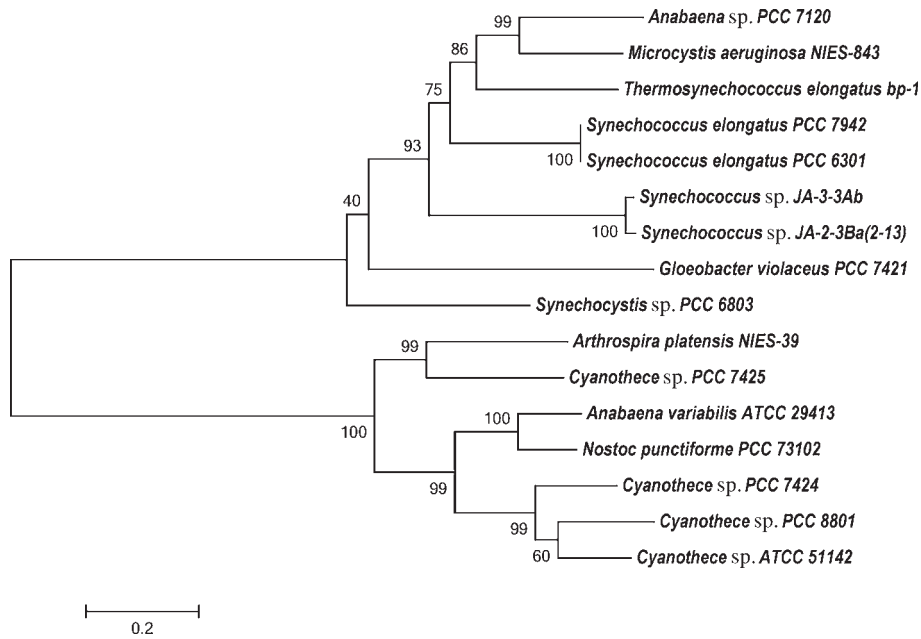 99
Anabaena sp. PCC 7120
86
Microcystis aeruginosa NIES-843
75
Thermosynechococcus elongatus bp-1
93
Synechococcus elongatus PCC 7942
100
Synechococcus elongatus PCC 6301
40
Synechococcus sp. JA-3-3Ab
100
Synechococcus sp. JA-2-3Ba(2-13)
Gloeobacter violaceus PCC 7421
Synechocystis sp. PCC 6803
99
Arthrospira platensis NIES-39
Cyanothece sp. PCC 7425
100
100
Anabaena variabilis ATCC 29413
Nostoc punctiforme PCC 73102
99
Cyanothece sp. PCC 7424
99
Cyanothece sp. PCC 8801
60
Cyanothece sp. ATCC 51142
0.2